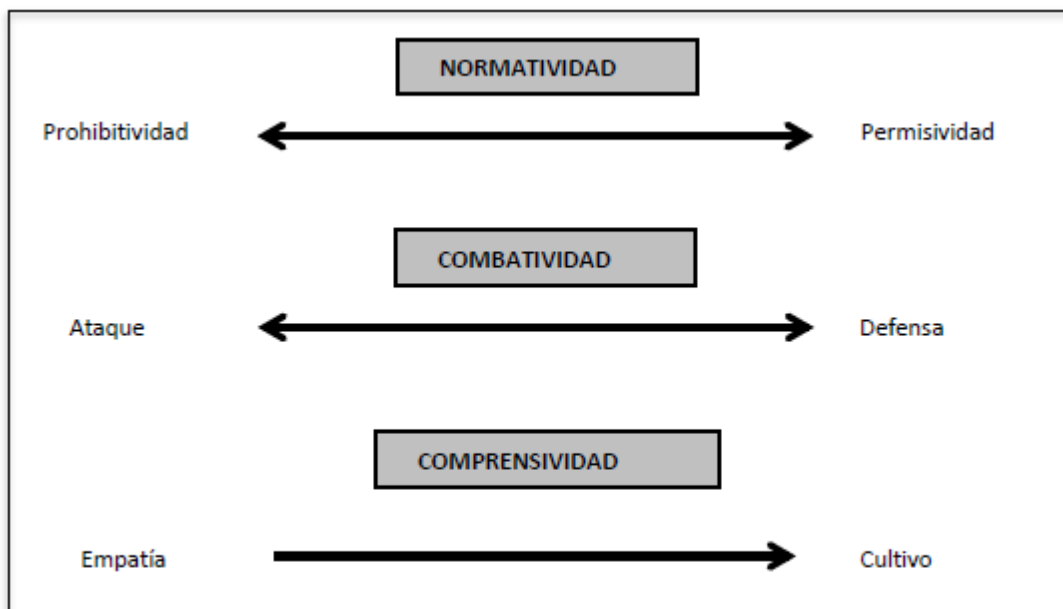 NORMATIVIDAD
Prohibitividad Permisividad
COMBATIVIDAD
Ataque Defensa
COMPRENSIVIDAD
Empatía Cultivo